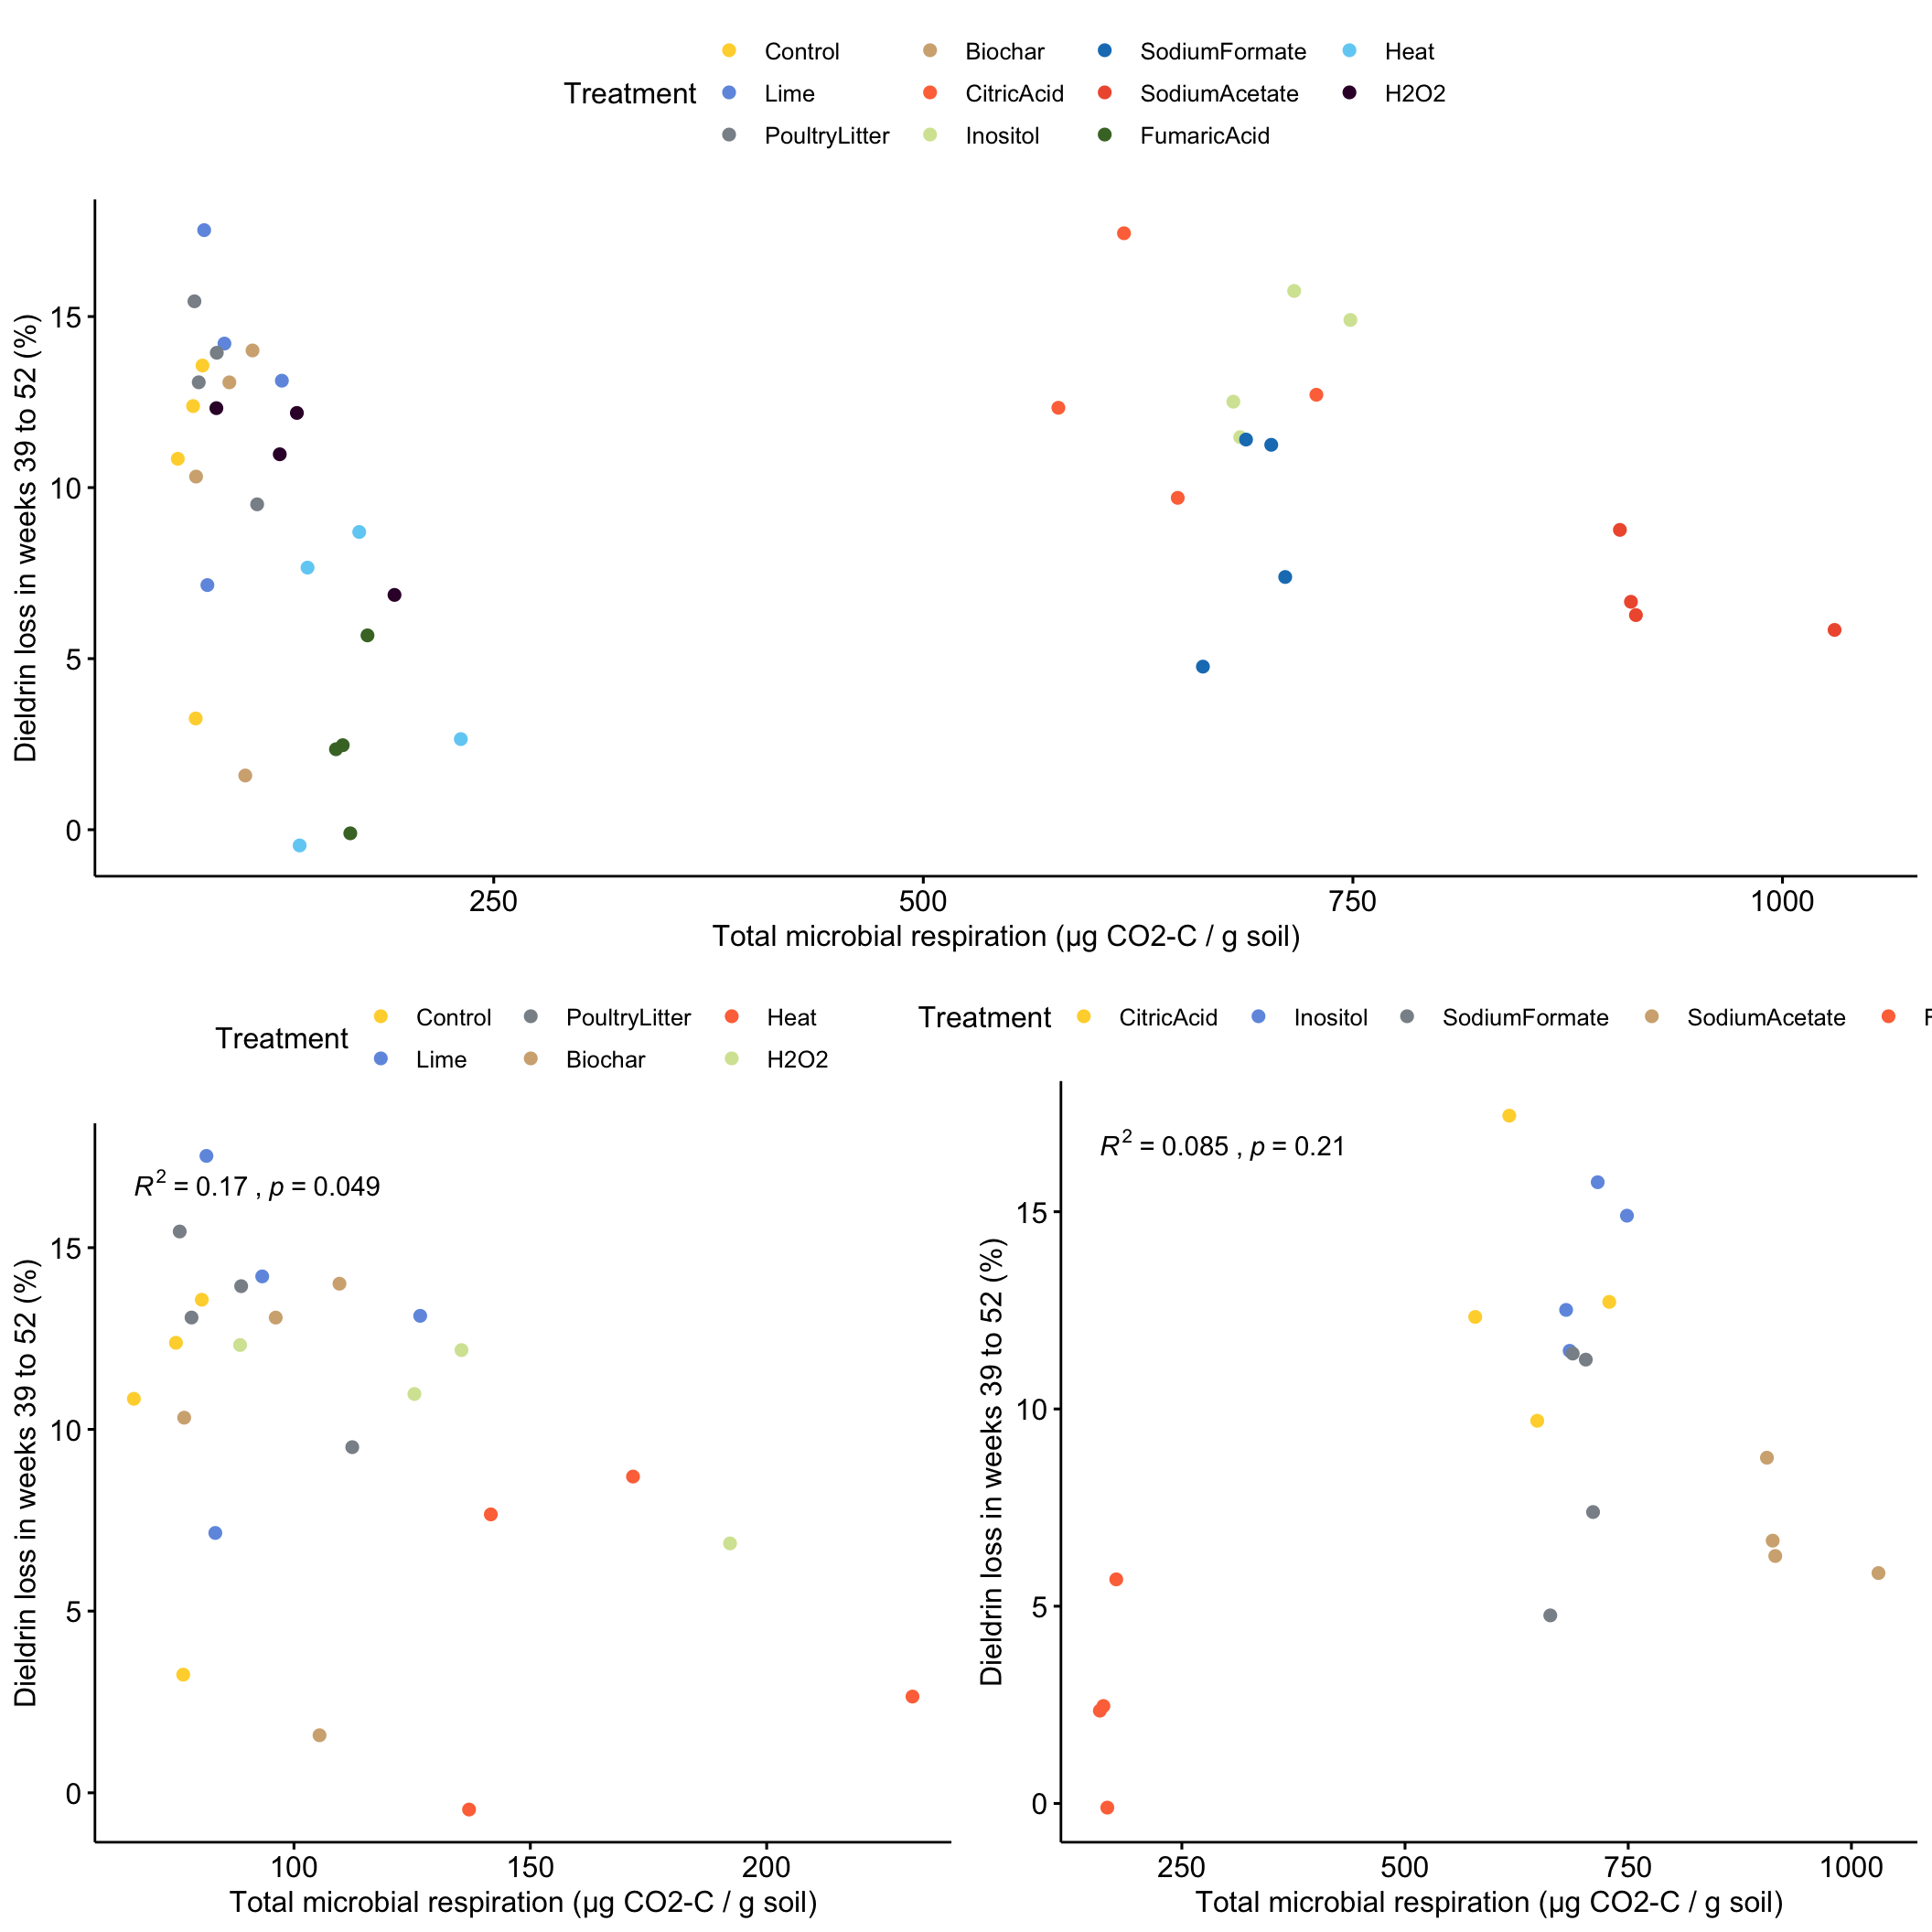 Control Biochar SodiumFormate Heat
Treatment Lime CitricAcid SodiumAcetate H2O2
PoultryLitter Inositol FumaricAcid
Dieldrin loss in weeks 39 to 52 (%)
15
10
5
0
250 500 750 1000
Total microbial respiration (µg CO2-C / g soil)
Treatment
Control PoultryLitter Heat
Lime Biochar H2O2
R² = 0.17 , p = 0.049
Dieldrin loss in weeks 39 to 52 (%)
15
10
5
0
100 150 200
Total microbial respiration (µg CO2-C / g soil)
Treatment CitricAcid Inositol SodiumFormate SodiumAcetate
R² = 0.085 , p = 0.21
Dieldrin loss in weeks 39 to 52 (%)
15
10
5
0
250 500 750 1000
Total microbial respiration (µg CO2-C / g soil)